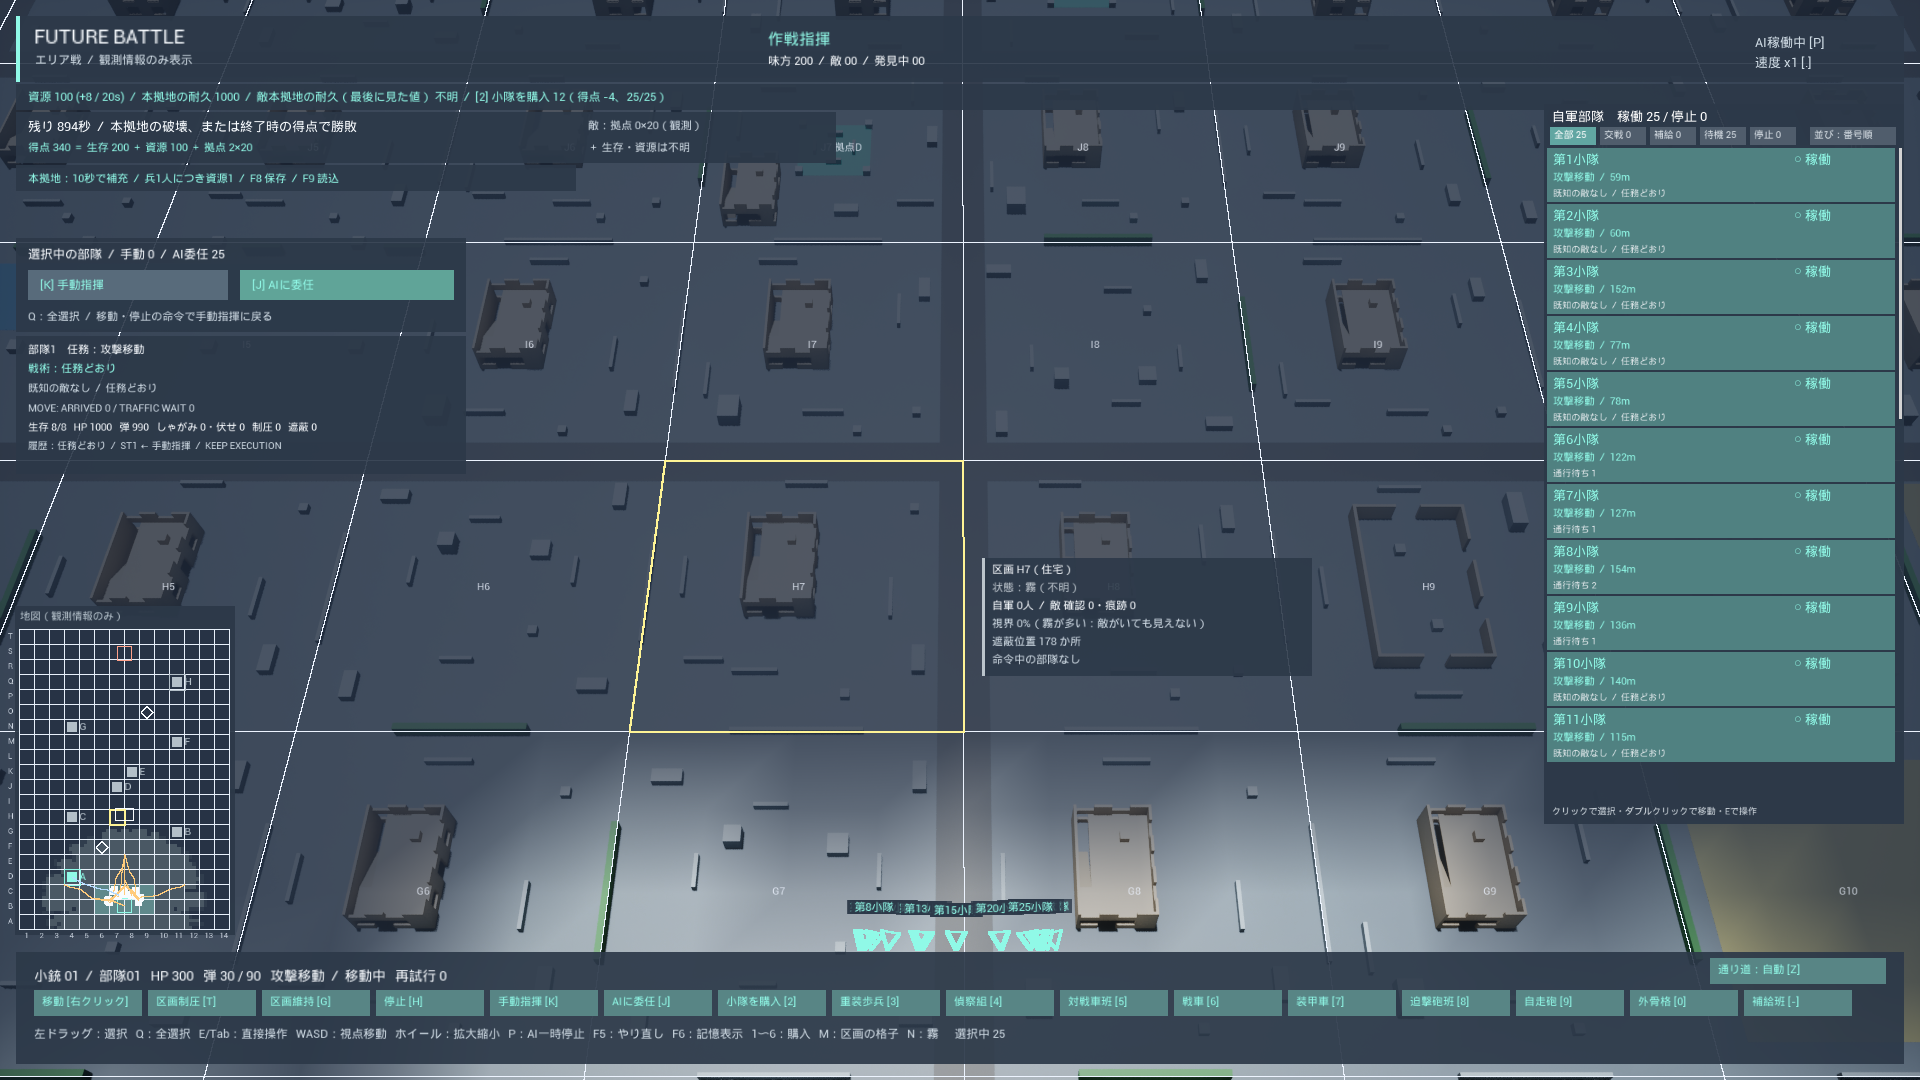 FUTURE BATTLE
エリア戦 / 観測情報のみ表示
作戦指揮
味方 200 / 敵 00 / 発見中 00
AI稼働中 [P]
速度 x1 [.]
資源 100 (+8 / 20s) / 本拠地の耐久 1000 / 敵本拠地の耐久 ( 最後に見た値 ) 不明 / [2] 小隊を購入 12 ( 得点 -4、25/25 )
残り 894秒 / 本拠地の破壊、または終了時の得点で勝敗
得点 340 = 生存 200 + 資源 100 + 拠点 2×20
敵 : 拠点 0×20 ( 観測 )
+ 生存・資源は不明
本拠地 : 10秒で補充 / 兵1人につき資源1 / F8 保存 / F9 読込
拠点D
J8
J9
選択中の部隊 / 手動 0 / AI委任 25
[K] 手動指揮
[J] AIに委任
Q : 全選択 / 移動・停止の命令で手動指揮に戻る
部隊1 任務 : 攻撃移動
戦術 : 任務どおり
既知の敵なし / 任務どおり
MOVE: ARRIVED 0 / TRAFFIC WAIT 0
生存 8/8 HP 1000 弾 990 しゃがみ 0・伏せ 0 制圧 0 遮蔽 0
履歴 : 任務どおり / ST1 ← 手動指揮 / KEEP EXECUTION
I6
I7
I8
I9
自軍部隊 稼働 25 / 停止 0
全部 25
交戦 0
補給 0
待機 25
停止 0
並び : 番号順
第1小隊
○ 稼働
攻撃移動 / 59m
既知の敵なし / 任務どおり
第2小隊
○ 稼働
攻撃移動 / 60m
既知の敵なし / 任務どおり
第3小隊
○ 稼働
攻撃移動 / 152m
既知の敵なし / 任務どおり
第4小隊
○ 稼働
攻撃移動 / 77m
既知の敵なし / 任務どおり
第5小隊
○ 稼働
攻撃移動 / 78m
既知の敵なし / 任務どおり
第6小隊
○ 稼働
攻撃移動 / 122m
通行待ち 1
第7小隊
○ 稼働
攻撃移動 / 127m
通行待ち 1
第8小隊
○ 稼働
攻撃移動 / 154m
通行待ち 2
第9小隊
○ 稼働
攻撃移動 / 136m
通行待ち 1
第10小隊
○ 稼働
攻撃移動 / 140m
既知の敵なし / 任務どおり
第11小隊
○ 稼働
攻撃移動 / 115m
既知の敵なし / 任務どおり
クリックで選択・ダブルクリックで移動・Eで操作
H5
H6
H7
H9
区画 H7 ( 住宅 )
状態 : 霧 ( 不明 )
自軍 0人 / 敵 確認 0・痕跡 0
視界 0% ( 霧が多い : 敵がいても見えない )
遮蔽位置 178 か所
命令中の部隊なし
地図 ( 観測情報のみ )
T
S
R
Q
P
O
N
M
L
K
J
I
H
G
F
E
D
C
B
A
H
G
F
E
D
C
B
A
1 2 3 4 5 6 7 8 9 10 11 12 13 14
G6
G7
G8
G9
G10
第8小隊
第13
第15小
第20
第25小隊
小銃 01 / 部隊01 HP 300 弾 30 / 90 攻撃移動 / 移動中 再試行 0
通り道 : 自動 [Z]
移動 [右クリック]
区画制圧 [T]
区画維持 [G]
停止 [H]
手動指揮 [K]
AIに委任 [J]
小隊を購入 [2]
重装歩兵 [3]
偵察組 [4]
対戦車班 [5]
戦車 [6]
装甲車 [7]
迫撃砲班 [8]
自走砲 [9]
外骨格 [0]
補給班 [-]
左ドラッグ : 選択 Q : 全選択 E/Tab : 直接操作 WASD : 視点移動 ホイール : 拡大縮小 P : AI一時停止 F5 : やり直し F6 : 記憶表示 1〜6 : 購入 M : 区画の格子 N : 霧 選択中 25